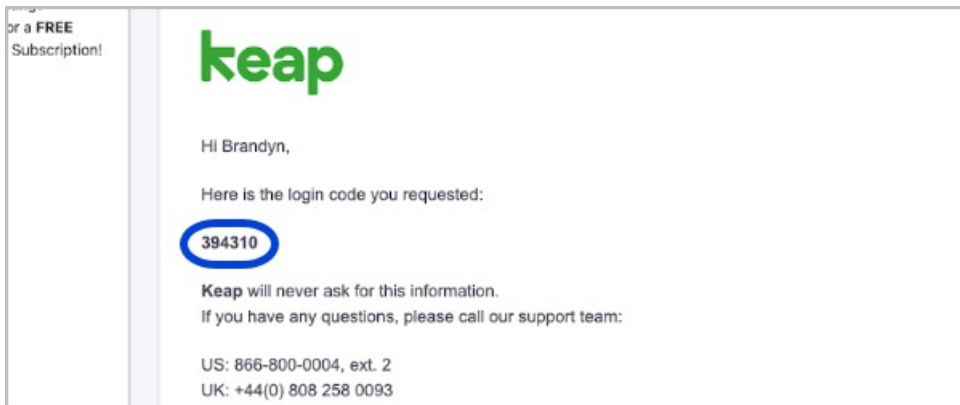 or a FREE
Subscription!
keap
Hi Brandyn,
Here is the login code you requested:
394310
Keap will never ask for this information.
If you have any questions, please call our support team:
US: 866-800-0004, ext. 2
UK: +44(0) 808 258 0093